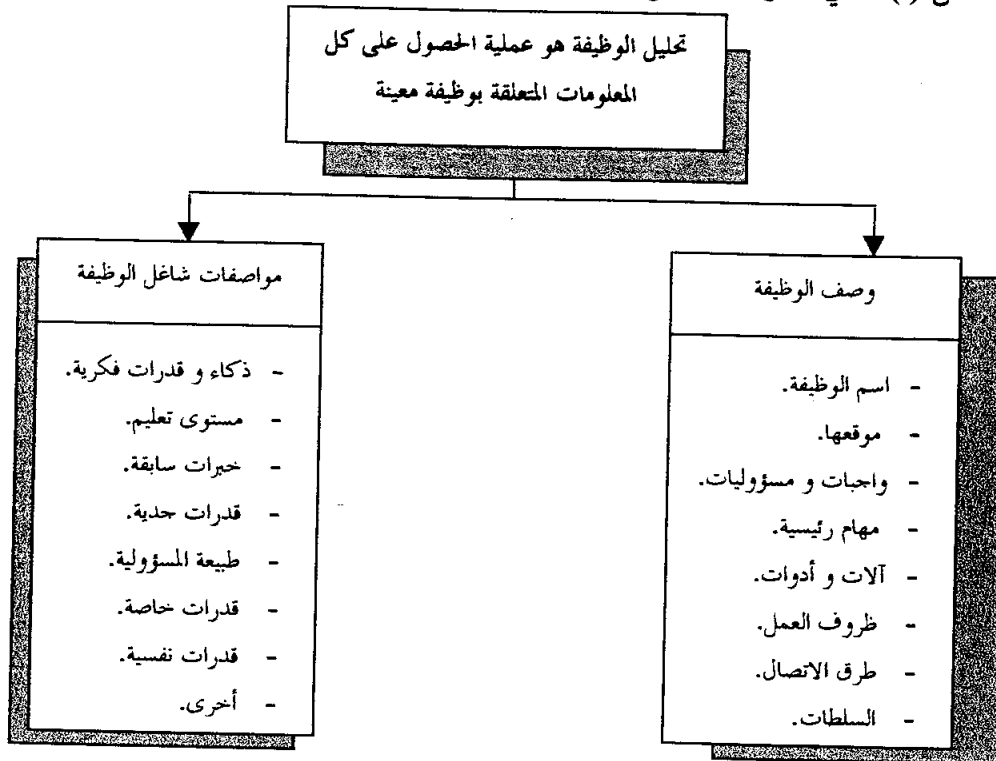 تحليل الوظيفة هو عملية الحصول على كل
المعلومات المتعلقة بوظيفة معينة
وصف الوظيفة
- اسم الوظيفة.
- موقعها.
- واجبات و مسؤوليات.
- مهام رئيسية.
- آلات و أدوات.
- ظروف العمل.
- طرق الاتصال.
- السلطات.
مواصفات شاغل الوظيفة
- ذكاء و قدرات فكرية.
- مستوى تعليم.
- خبرات سابقة.
- قدرات جدية.
- طبيعة المسؤولية.
- قدرات خاصة.
- قدرات نفسية.
- أخرى.